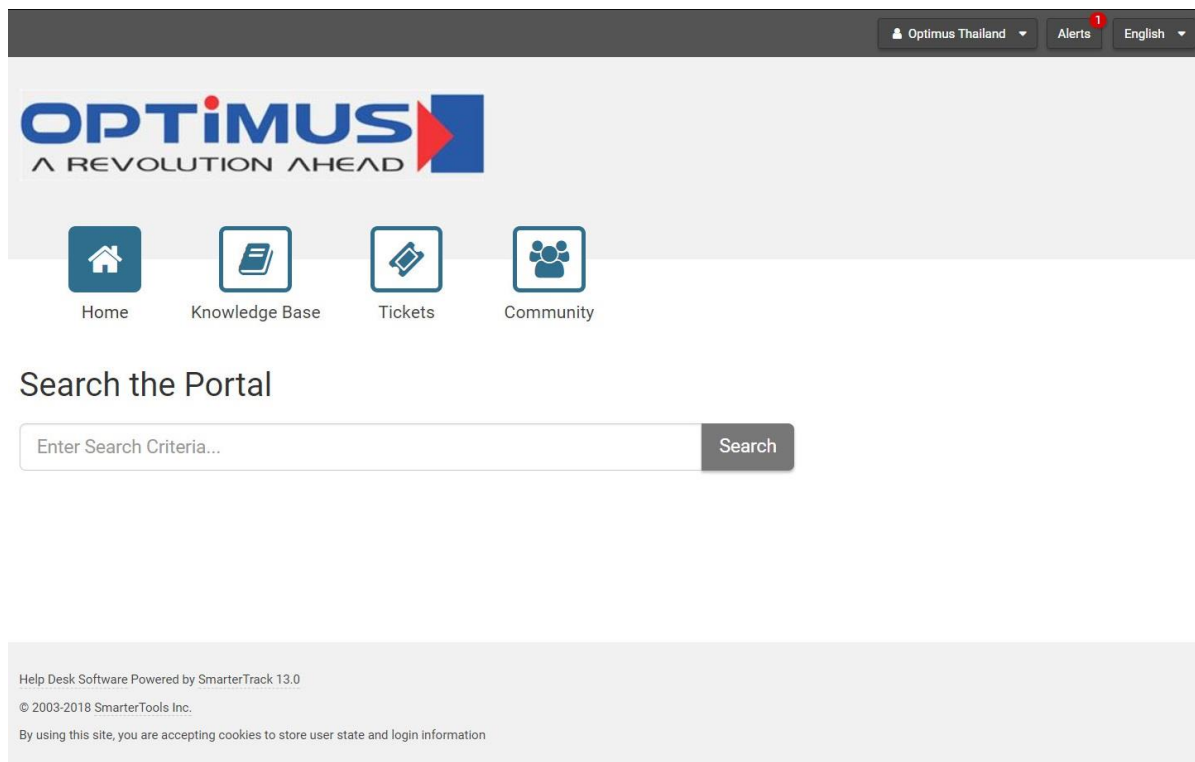 Optimus Thailand
Alerts
1
English
OPTiMUS
A REVOLUTION AHEAD
Home
Knowledge Base
Tickets
Community
Search the Portal
Enter Search Criteria...
Search
Help Desk Software Powered by SmarterTrack 13.0
© 2003-2018 SmarterTools Inc.
By using this site, you are accepting cookies to store user state and login information